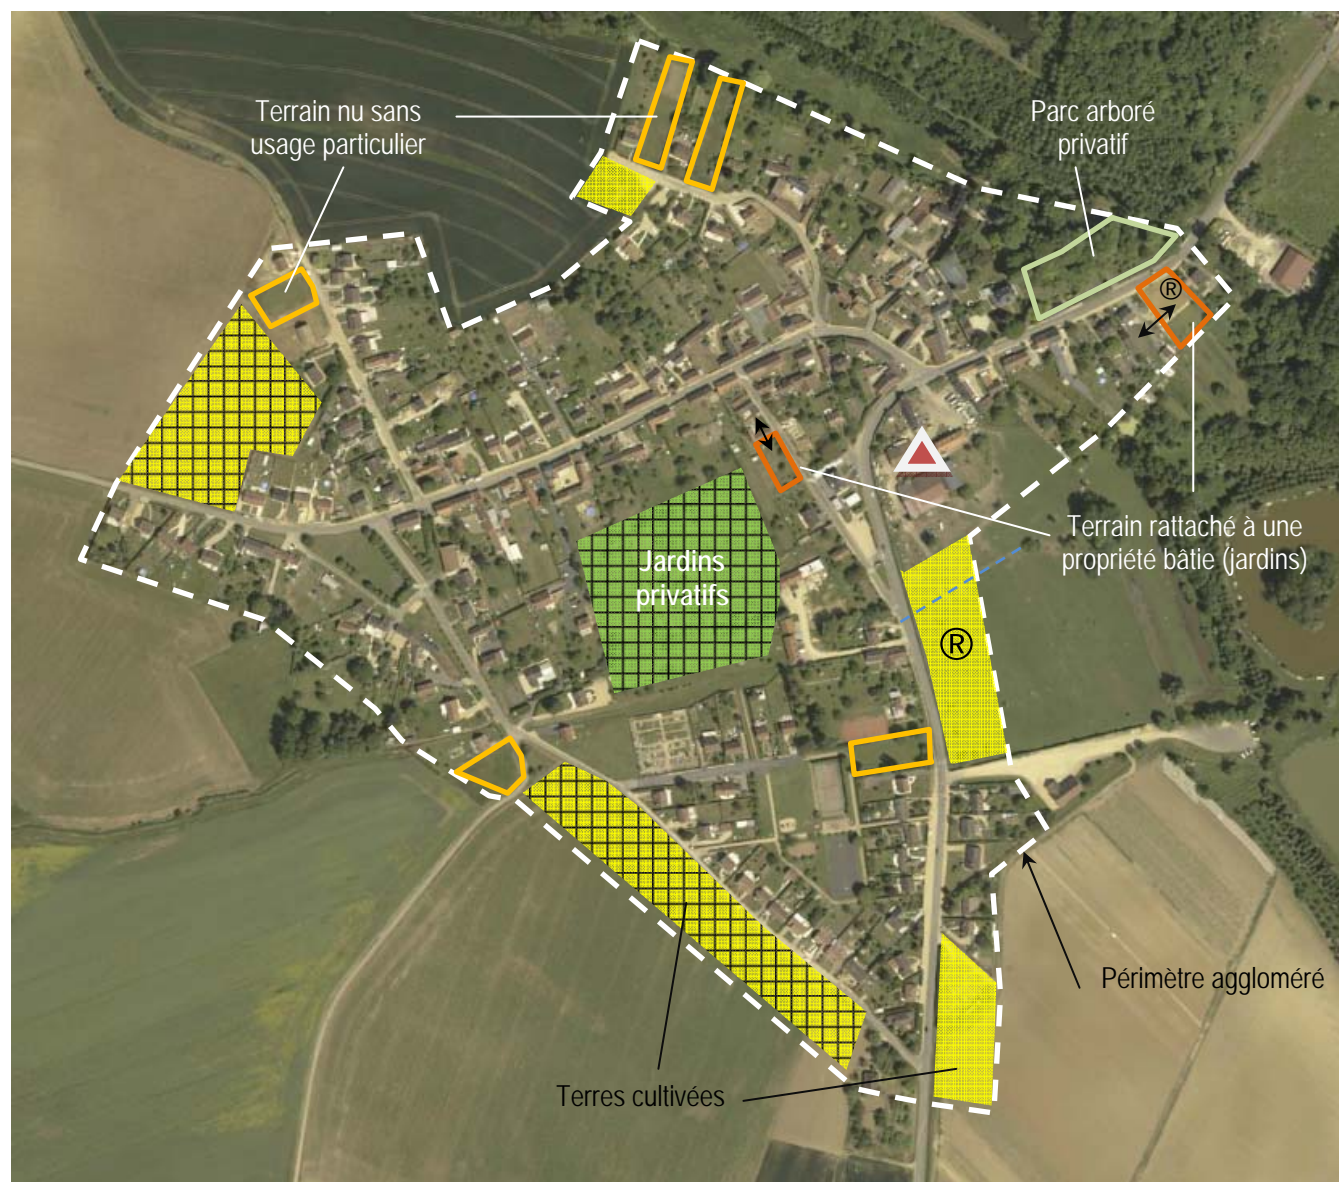 Terrain nu sans
usage particulier
Parc arboré
privatif
®
Terrain rattaché à une
propriété bâtie (jardins)
Jardins
privatifs
®
Périmètre aggloméré
Terres cultivées